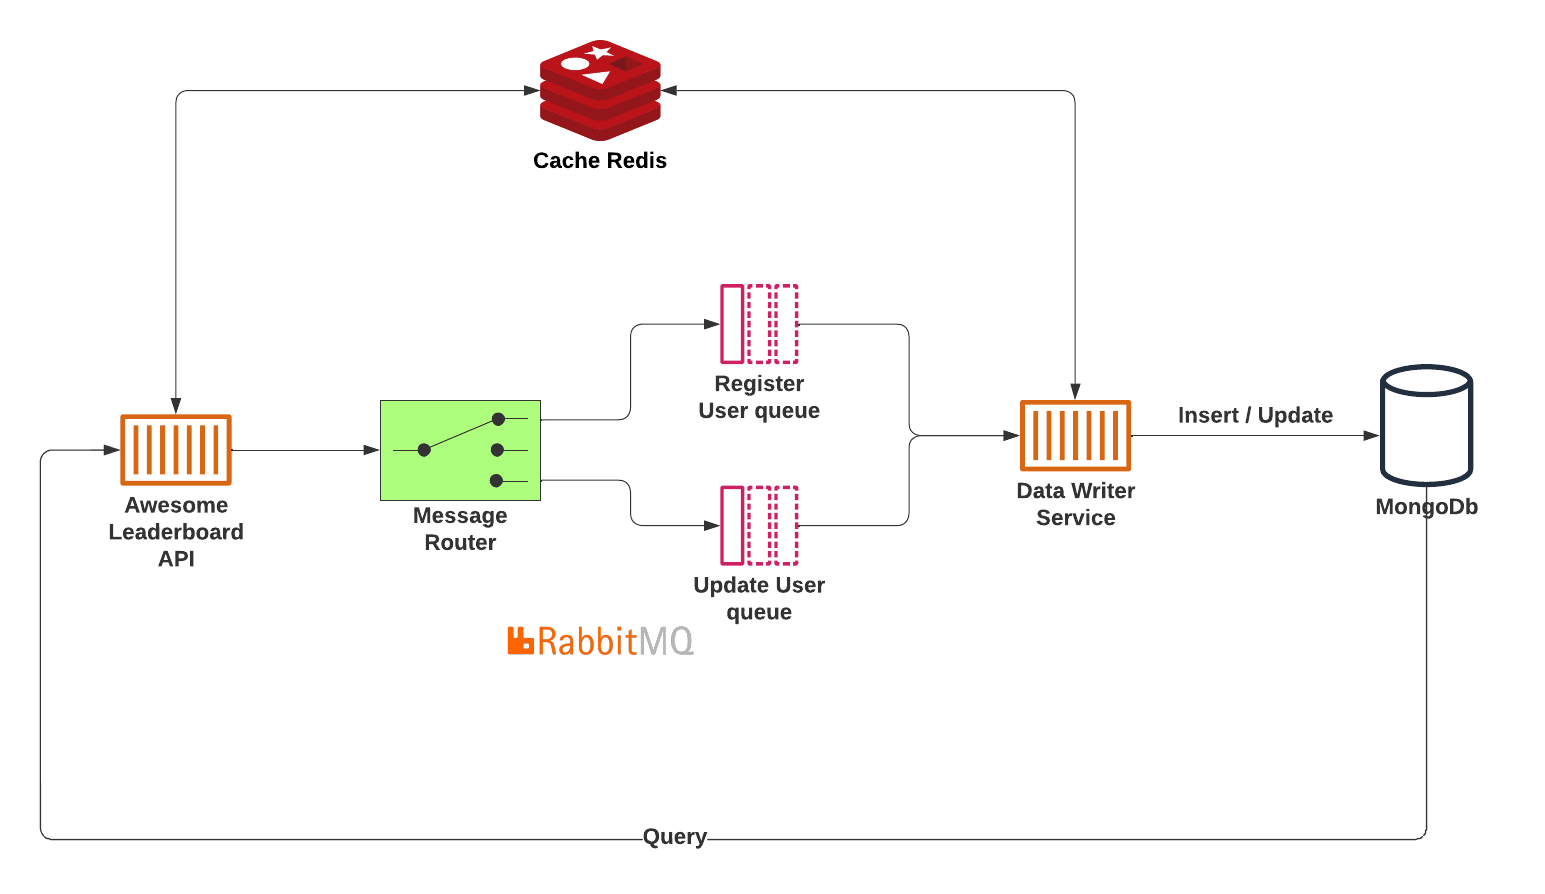 Cache Redis
Register
User queue
Insert / Update
Awesome
Leaderboard
API
Message
Router
Data Writer
Service
MongoDb
Update User
queue
RabbitMQ
Query